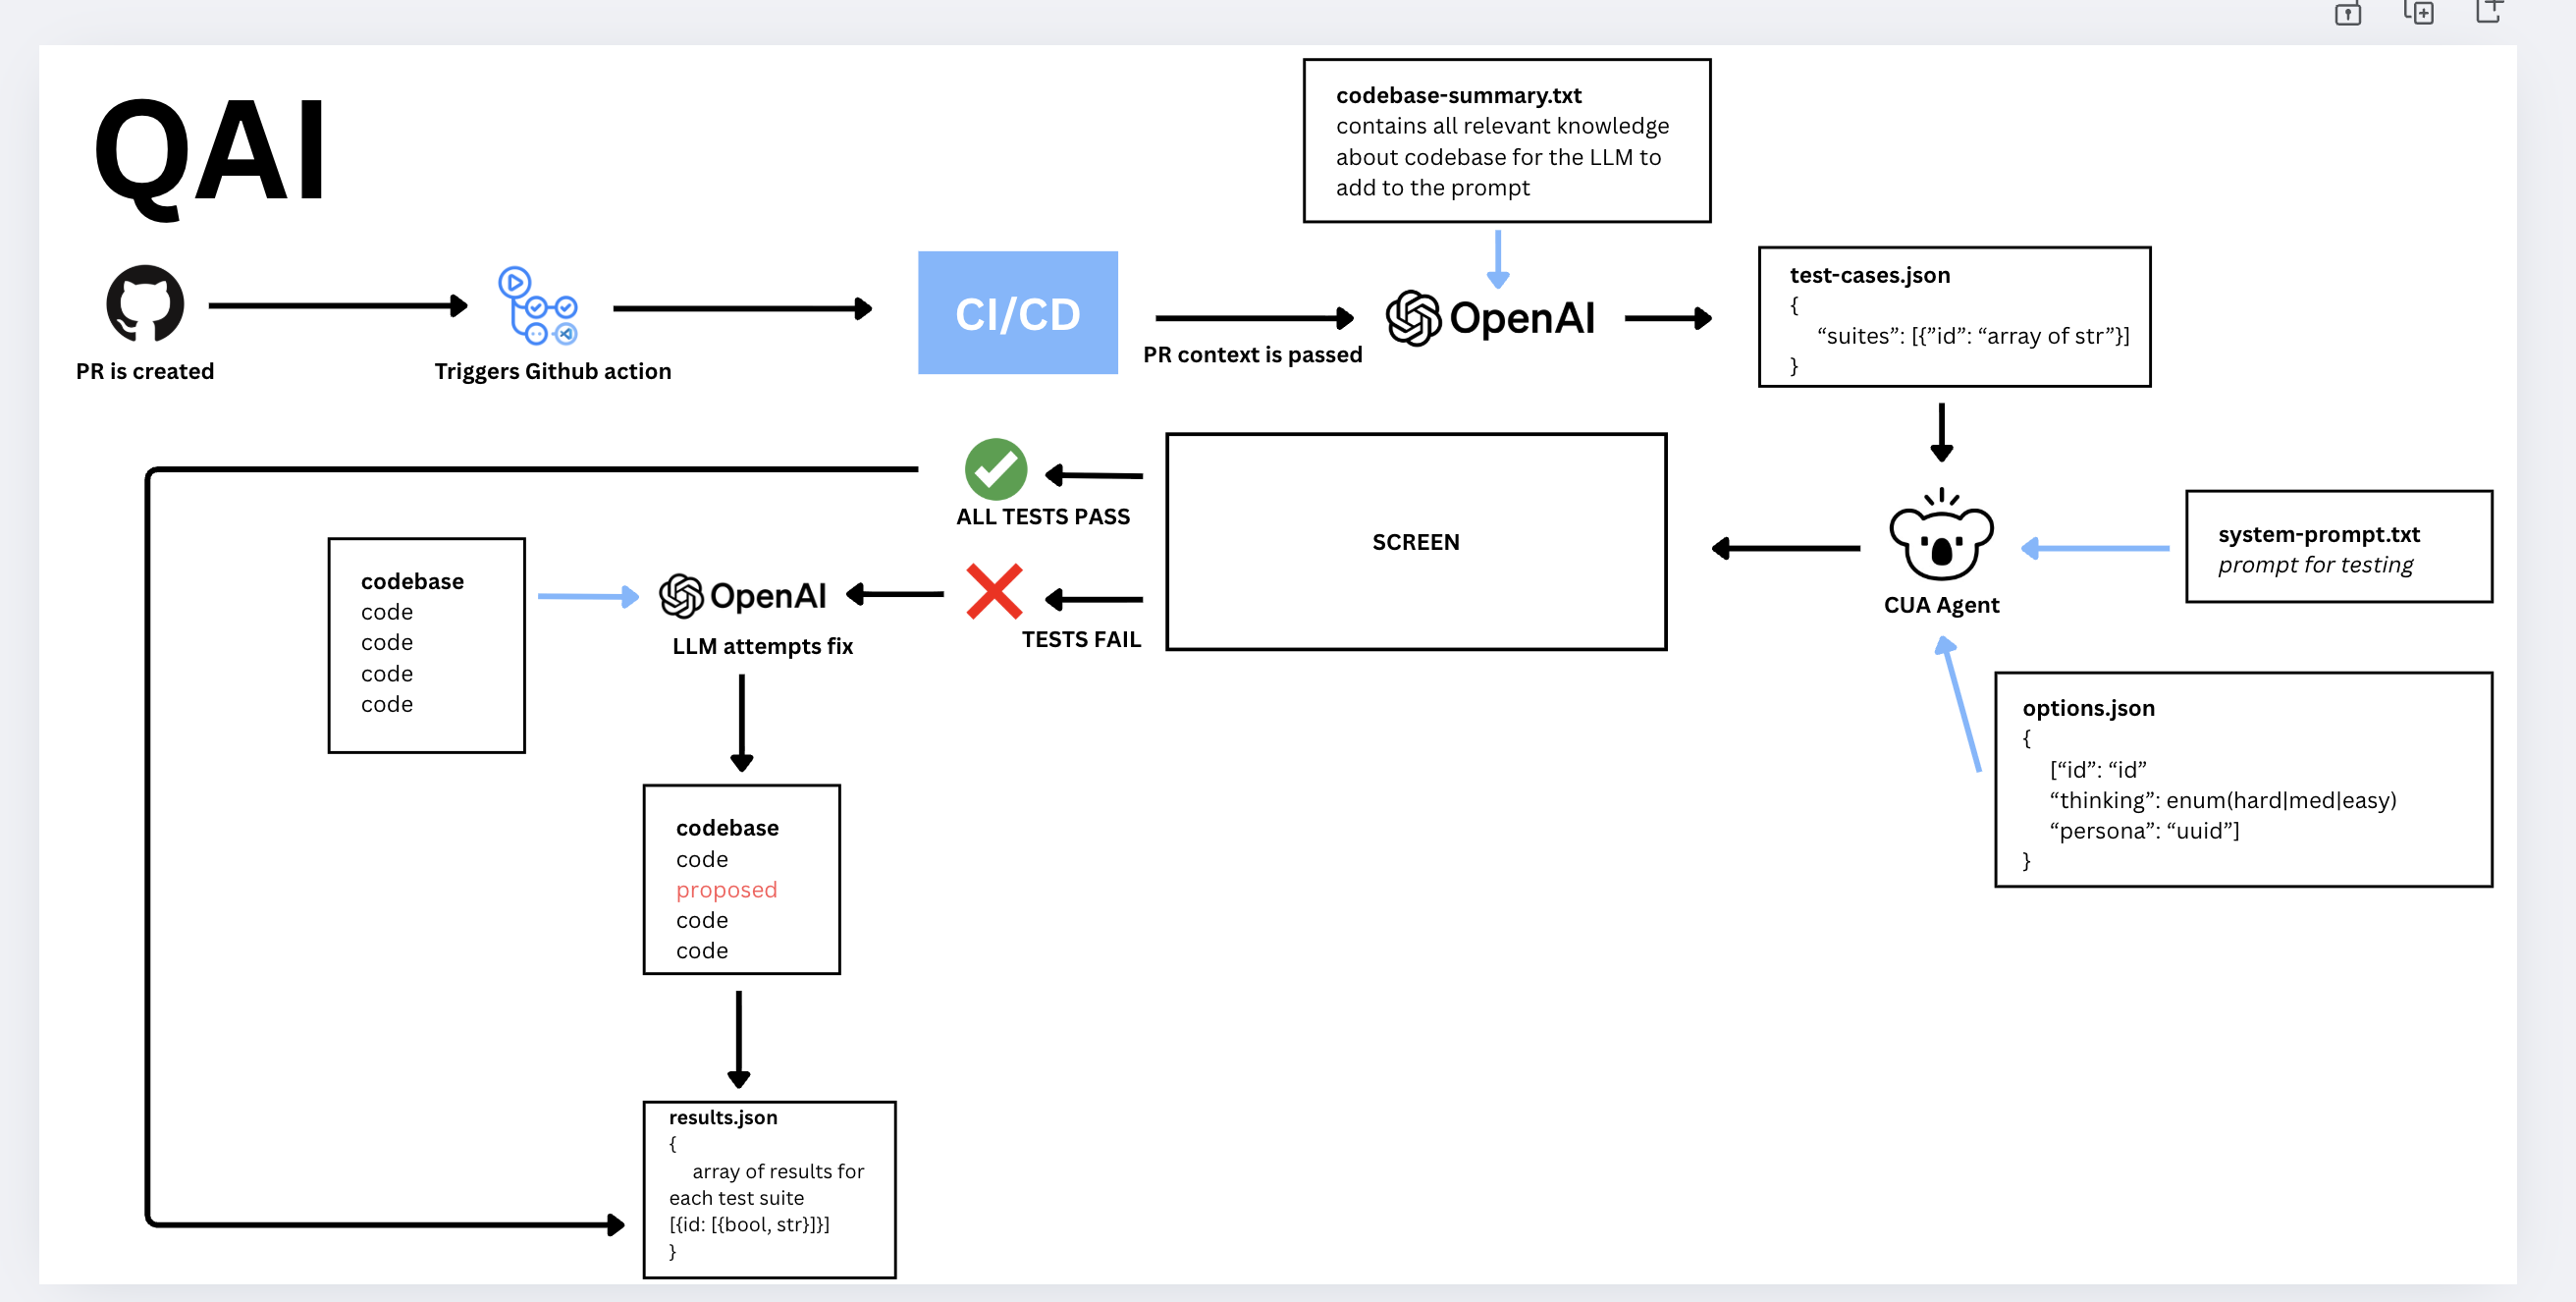 QAI
codebase-summary.txt
contains all relevant knowledge
about codebase for the LLM to
add to the prompt
PR is created
Triggers Github action
CI/CD
PR context is passed
OpenAI
test-cases.json
{
“suites”: [{”id”: “array of str”}]
}
ALL TESTS PASS
TESTS FAIL
SCREEN
CUA Agent
system-prompt.txt
prompt for testing
options.json
{
[“id”: “id”
“thinking”: enum(hard|med|easy)
“persona”: “uuid”]
}
codebase
code
code
code
code
OpenAI
LLM attempts fix
codebase
code
proposed
code
code
results.json
{
array of results for
each test suite
[{id: [{bool, str}]}]
}